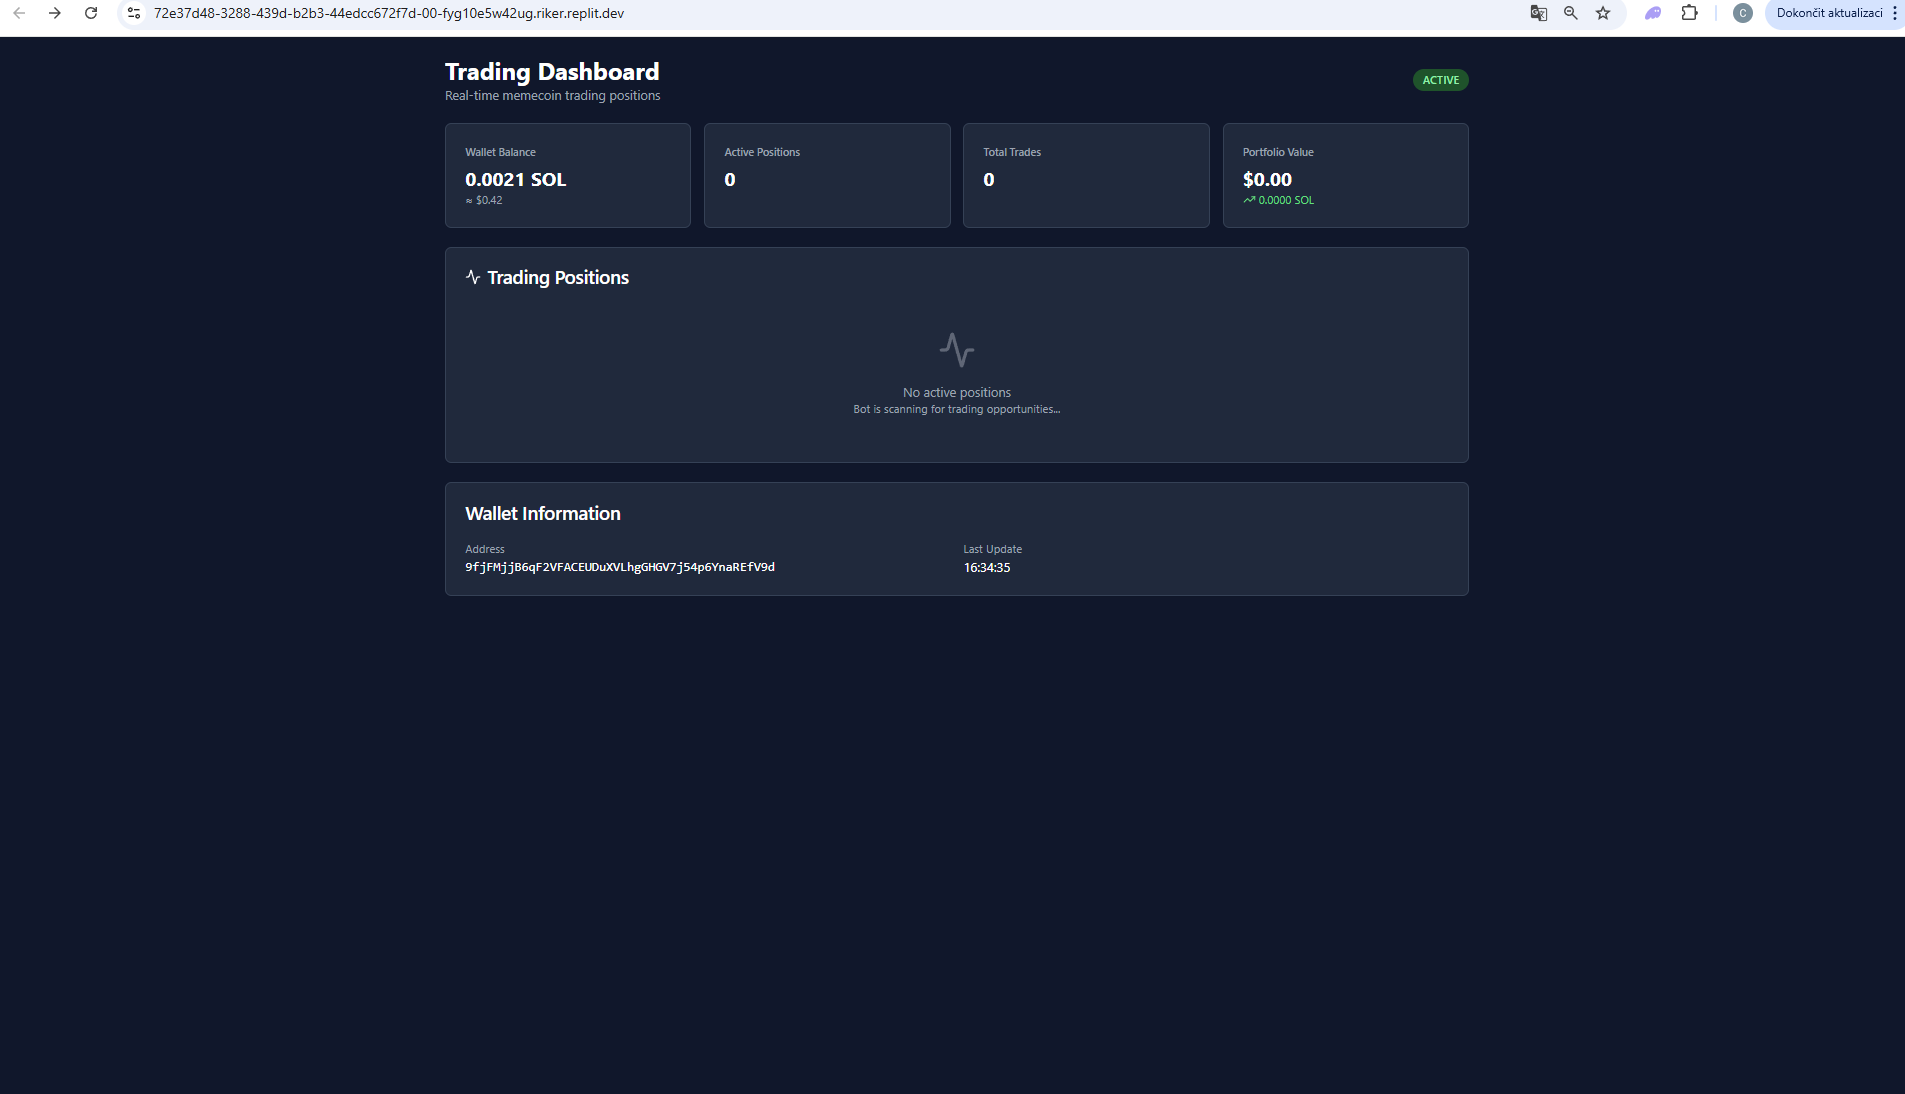 72e37d48-3288-439d-b2b3-44edcc672f7d-00-fyg10e5w42ug.riker.replit.dev
C
Dokončit aktualizaci
Trading Dashboard
Real-time memecoin trading positions
ACTIVE
Wallet Balance
0.0021 SOL
≈ $0.42
Active Positions
0
Total Trades
0
Portfolio Value
$0.00
0.0000 SOL
Trading Positions
No active positions
Bot is scanning for trading opportunities...
Wallet Information
Address
9fjFMjjB6qF2VFACEUDuXVLhgGHGV7j54p6YnaREfV9d
Last Update
16:34:35